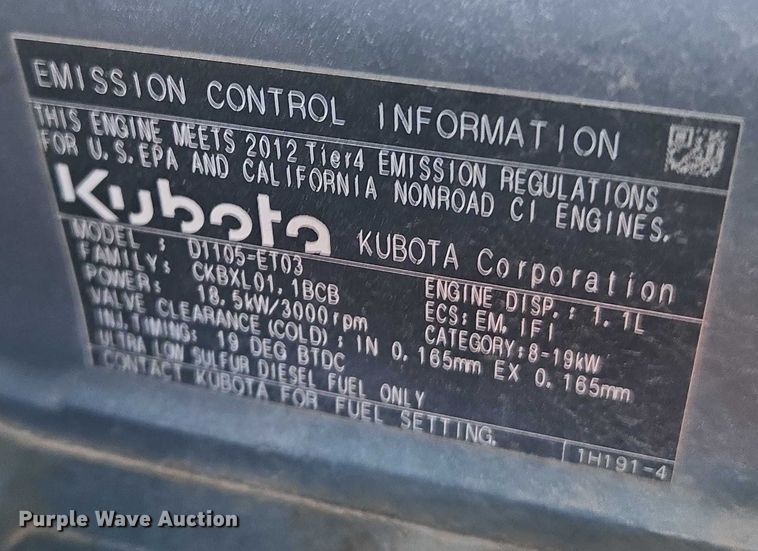 EMISSION CONTROL INFORMATION
THIS ENGINE MEETS 2012 Tier4 EMISSION REGULATIONS
FOR U.S.EPA AND CALIFORNIA NONROAD CI ENGINES.
Kubota KUBOTA Corporation
MODEL : D1105-ET03 ENGINE DISP.: 1.1L
FAMILY: CKBXL01.1BCB ECS: EM, IFI
POWER: 18.5kW/3000rpm CATEGORY:8-19kW
VALVE CLEARANCE(COLD): IN 0.165mm EX 0.165mm
INJ.TIMING: 19 DEG BTDC
ULTRA LOW SULFUR DIESEL FUEL ONLY
CONTACT KUBOTA FOR FUEL SETTING.
1H191-4
Purple Wave Auction